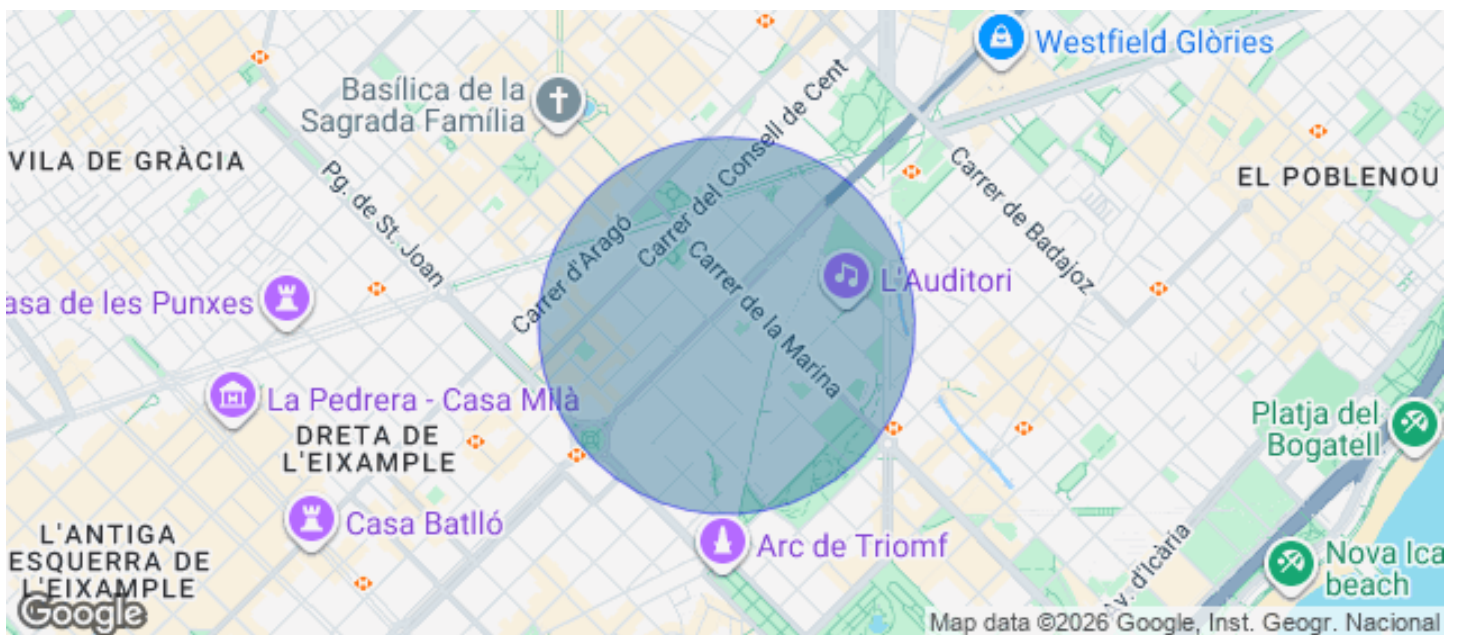 Westfield Glòries
Basílica de la
Sagrada Família
Carrer del Consell de Cent
VILA DE GRÀCIA
Pg. de St. Joan
Carrer de Badajoz
EL POBLENOU
Carrer d'Aragó
Carrer de la Marina
L'Auditori
asa de les Punxes
La Pedrera - Casa Milà
DRETA DE
L'EIXAMPLE
Platja del
Bogatell
Casa Batlló
Arc de Triomf
L'ANTIGA
ESQUERRA DE
L'EIXAMPLE
Av. d'Icària
Nova Ica
beach
Google
Map data ©2026 Google, Inst. Geogr. Nacional